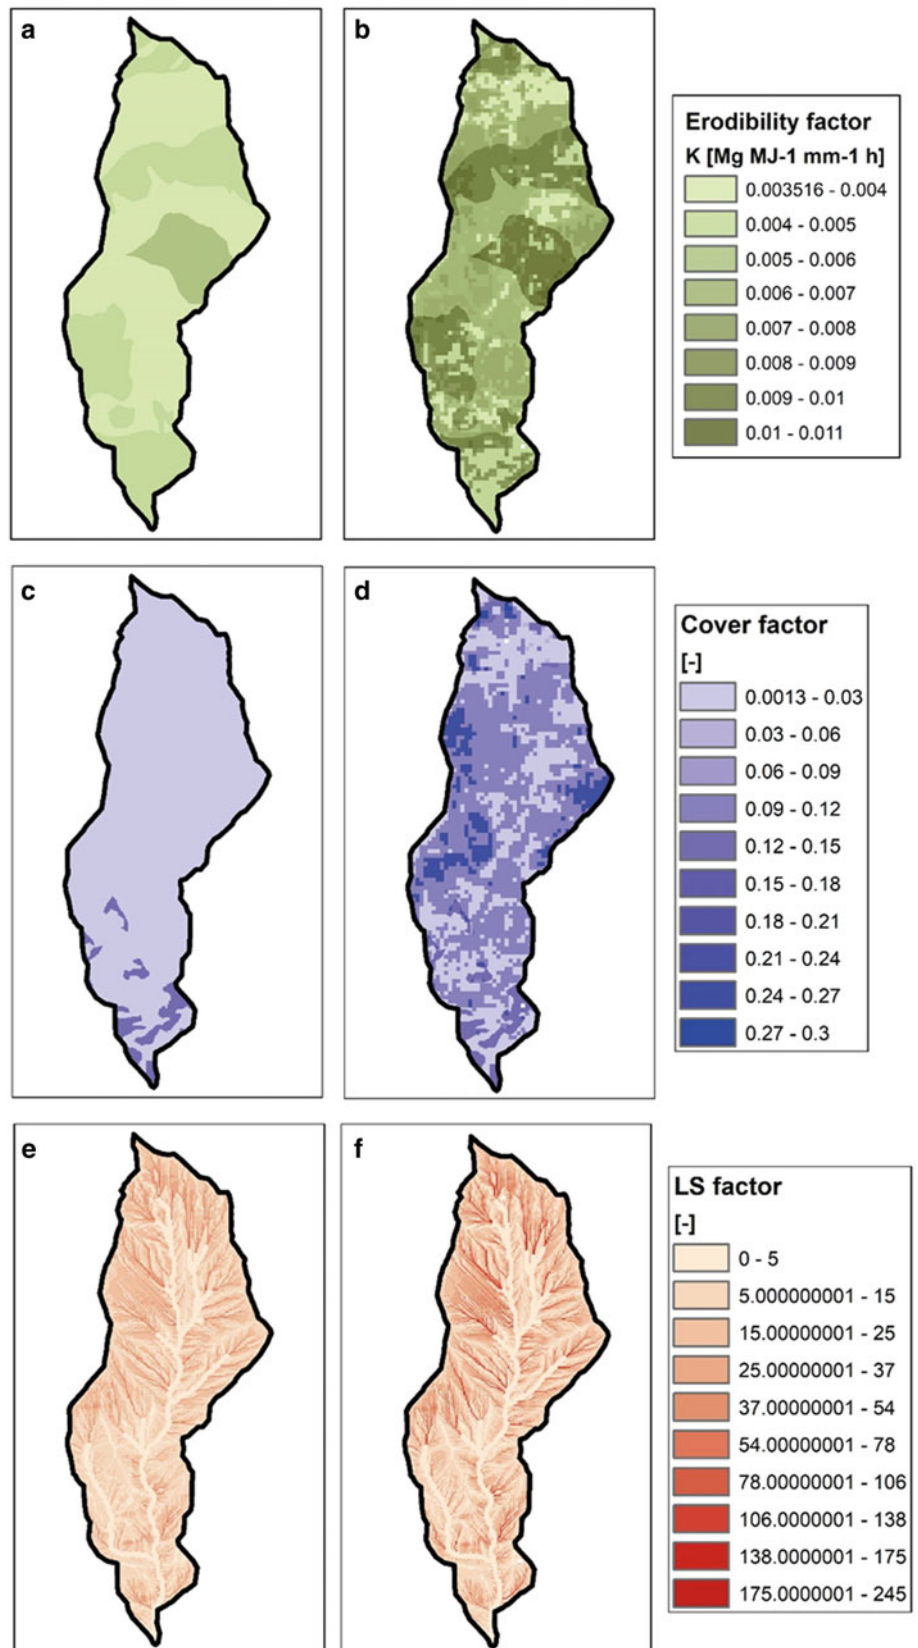 a
b
Erodibility factor
K [Mg MJ-1 mm-1 h]
0.003516 - 0.004
0.004 - 0.005
0.005 - 0.006
0.006 - 0.007
0.007 - 0.008
0.008 - 0.009
0.009 - 0.01
0.01 - 0.011
c
d
Cover factor
[-]
0.0013 - 0.03
0.03 - 0.06
0.06 - 0.09
0.09 - 0.12
0.12 - 0.15
0.15 - 0.18
0.18 - 0.21
0.21 - 0.24
0.24 - 0.27
0.27 - 0.3
e
f
LS factor
[-]
0 - 5
5.000000001 - 15
15.00000001 - 25
25.00000001 - 37
37.00000001 - 54
54.00000001 - 78
78.00000001 - 106
106.0000001 - 138
138.0000001 - 175
175.0000001 - 245